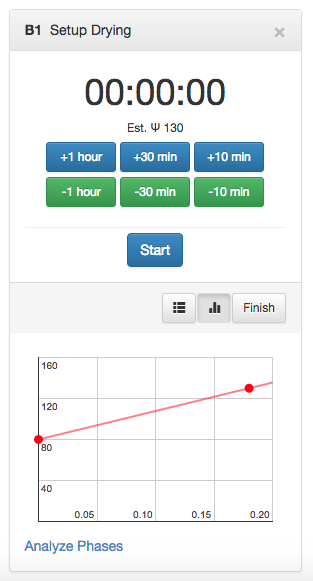 B1 Setup Drying ×
00:00:00
Est. Ψ 130
+1 hour +30 min +10 min
-1 hour -30 min -10 min
Start
Finish
160
120
80
40
0.05 0.10 0.15 0.20
Analyze Phases